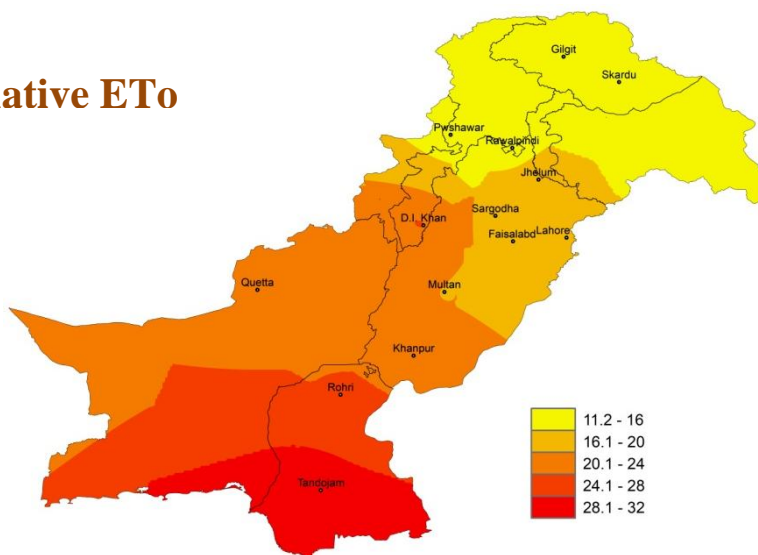 ative ETo
Gilgit
Skardu
Pwshawar
Rawalpindi
Jhelum
Sargodha
D.I. Khan
Faisalabd
Lahore
Quetta
Multan
Khanpur
Rohri
Tandojam
11.2 - 16
16.1 - 20
20.1 - 24
24.1 - 28
28.1 - 32